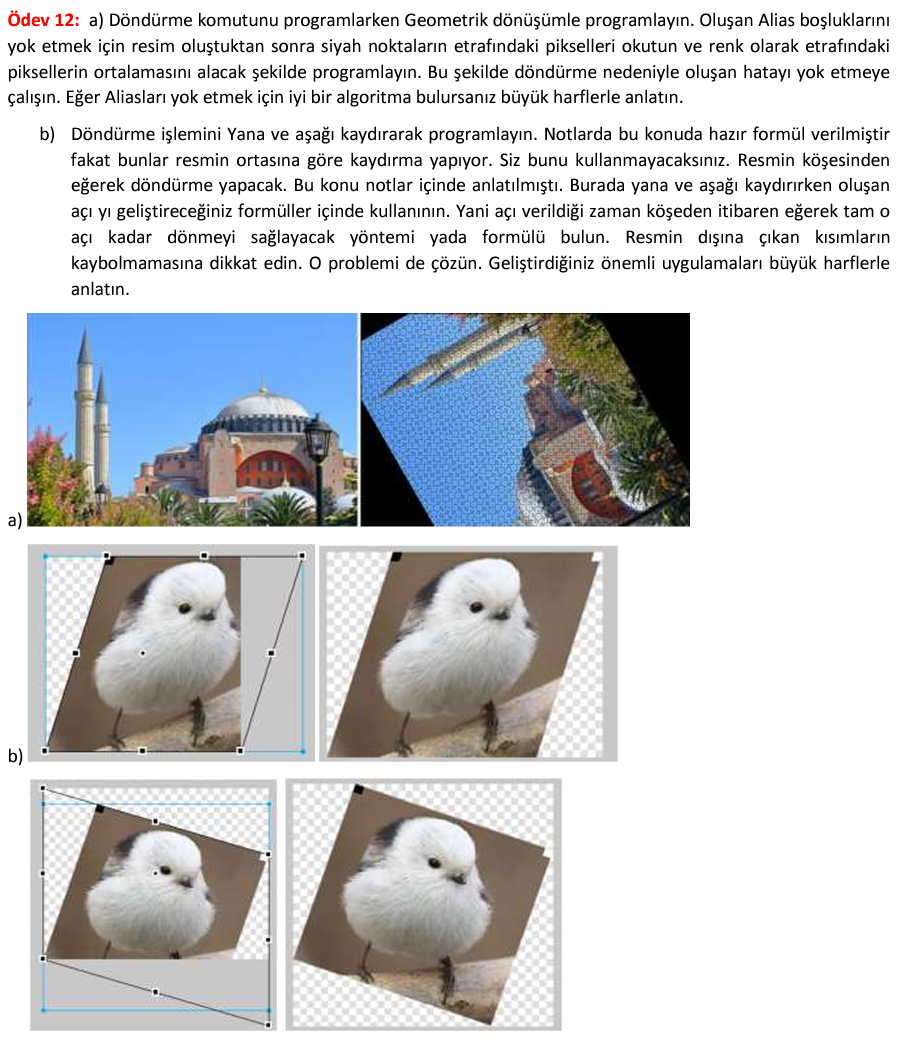 Ödev 12: a) Döndürme komutunu programlarken Geometrik dönüşümle programlayın. Oluşan Alias boşluklarını
yok etmek için resim oluştuktan sonra siyah noktaların etrafındaki pikselleri okutun ve renk olarak etrafındaki
piksellerin ortalamasını alacak şekilde programlayın. Bu şekilde döndürme nedeniyle oluşan hatayı yok etmeye
çalışın. Eğer Aliasları yok etmek için iyi bir algoritma bulursanız büyük harflerle anlatın.
b) Döndürme işlemini Yana ve aşağı kaydırarak programlayın. Notlarda bu konuda hazır formül verilmiştir
fakat bunlar resmin ortasına göre kaydırma yapıyor. Siz bunu kullanmayacaksınız. Resmin köşesinden
eğerek döndürme yapacak. Bu konu notlar içinde anlatılmıştı. Burada yana ve aşağı kaydırırken oluşan
açı yı geliştireceğiniz formüller içinde kullanının. Yani açı verildiği zaman köşeden itibaren eğerek tam o
açı kadar dönmeyi sağlayacak yöntemi yada formülü bulun. Resmin dışına çıkan kısımların
kaybolmamasına dikkat edin. O problemi de çözün. Geliştirdiğiniz önemli uygulamaları büyük harflerle
anlatın.
a)
b)